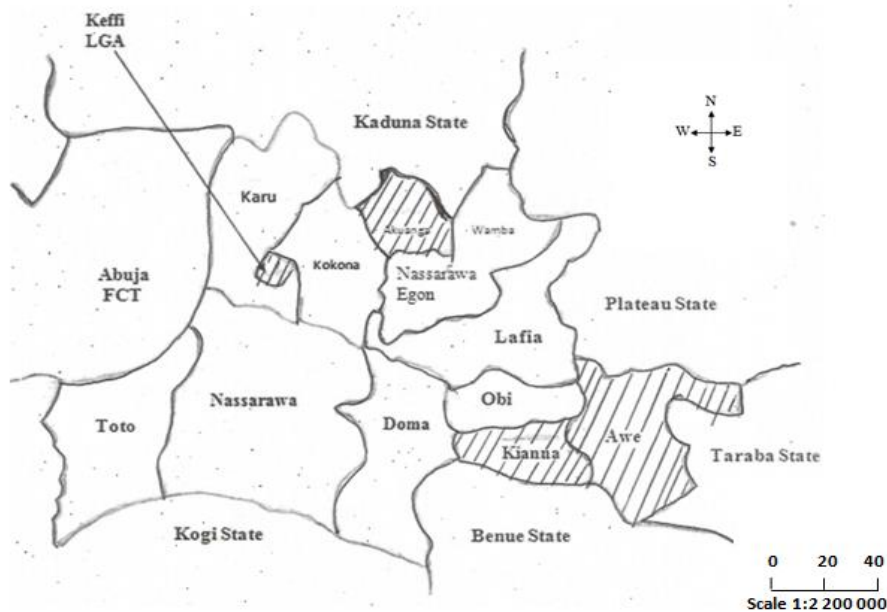 Keffi
LGA
Kaduna State
N
W E
S
Karu
Akuanga
Wamba
Kokona
Abuja
FCT
Nassarawa
Egon
Plateau State
Lafia
Nassarawa
Obi
Toto
Doma
Kianna
Awe
Taraba State
Kogi State
Benue State
0 20 40
Scale 1:2 200 000